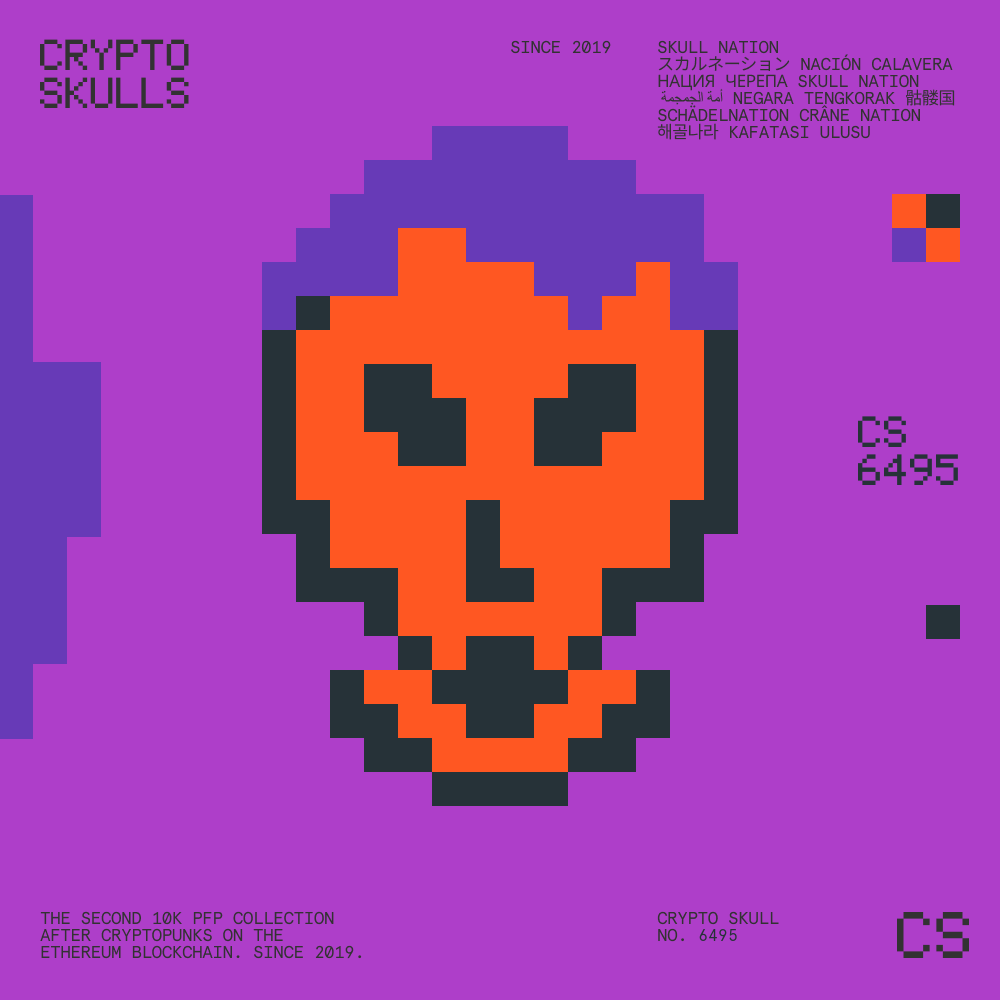 CRYPTO
SKULLS
SINCE 2019
SKULL NATION
スカルネーション NACIÓN CALAVERA
НАЦИЯ ЧЕРЕПА SKULL NATION
أمة الجمجمة NEGARA TENGKORAK 骷髅国
SCHÄDELNATION CRÂNE NATION
해골나라 KAFATASI ULUSU
CS
6495
THE SECOND 10K PFP COLLECTION
AFTER CRYPTOPUNKS ON THE
ETHEREUM BLOCKCHAIN. SINCE 2019.
CRYPTO SKULL
NO. 6495
CS